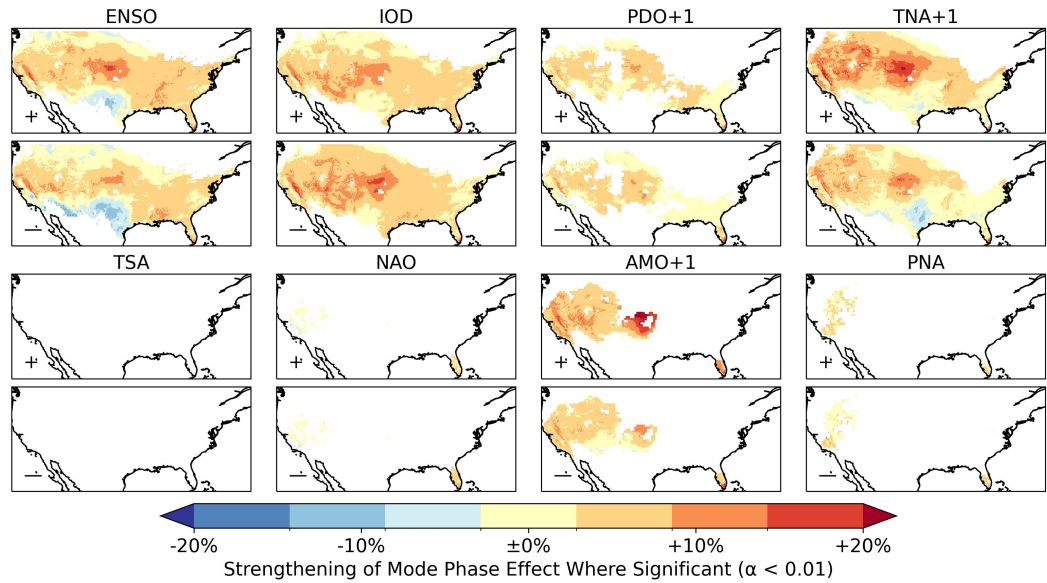 ENSO IOD PDO+1 TNA+1
+ + + +
− − − −
TSA NAO AMO+1 PNA
+ + + +
− − − −
-20% -10% ±0% +10% +20%
Strengthening of Mode Phase Effect Where Significant (α < 0.01)